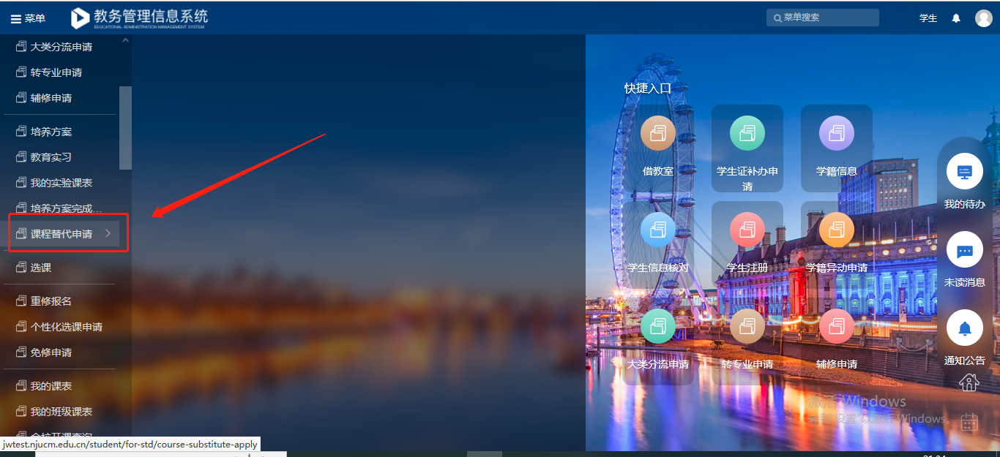 菜单
教务管理信息系统
EDUCATIONAL ADMINISTRATION MANAGEMENT SYSTEM
菜单搜索
学生
大类分流申请
转专业申请
辅修申请
培养方案
教育实习
我的实验课表
培养方案完成...
课程替代申请
选课
重修报名
个性化选课申请
免修申请
我的课表
我的班级课表
全校开课查询
jwtest.njucm.edu.cn/student/for-std/course-substitute-apply
快捷入口
借教室
学生证补办申
请
学籍信息
学生信息核对
学生注册
学籍异动申请
大类分流申请
转专业申请
辅修申请
我的待办
未读消息
通知公告
激活 Windows
转到"设置"以激活 Windows。